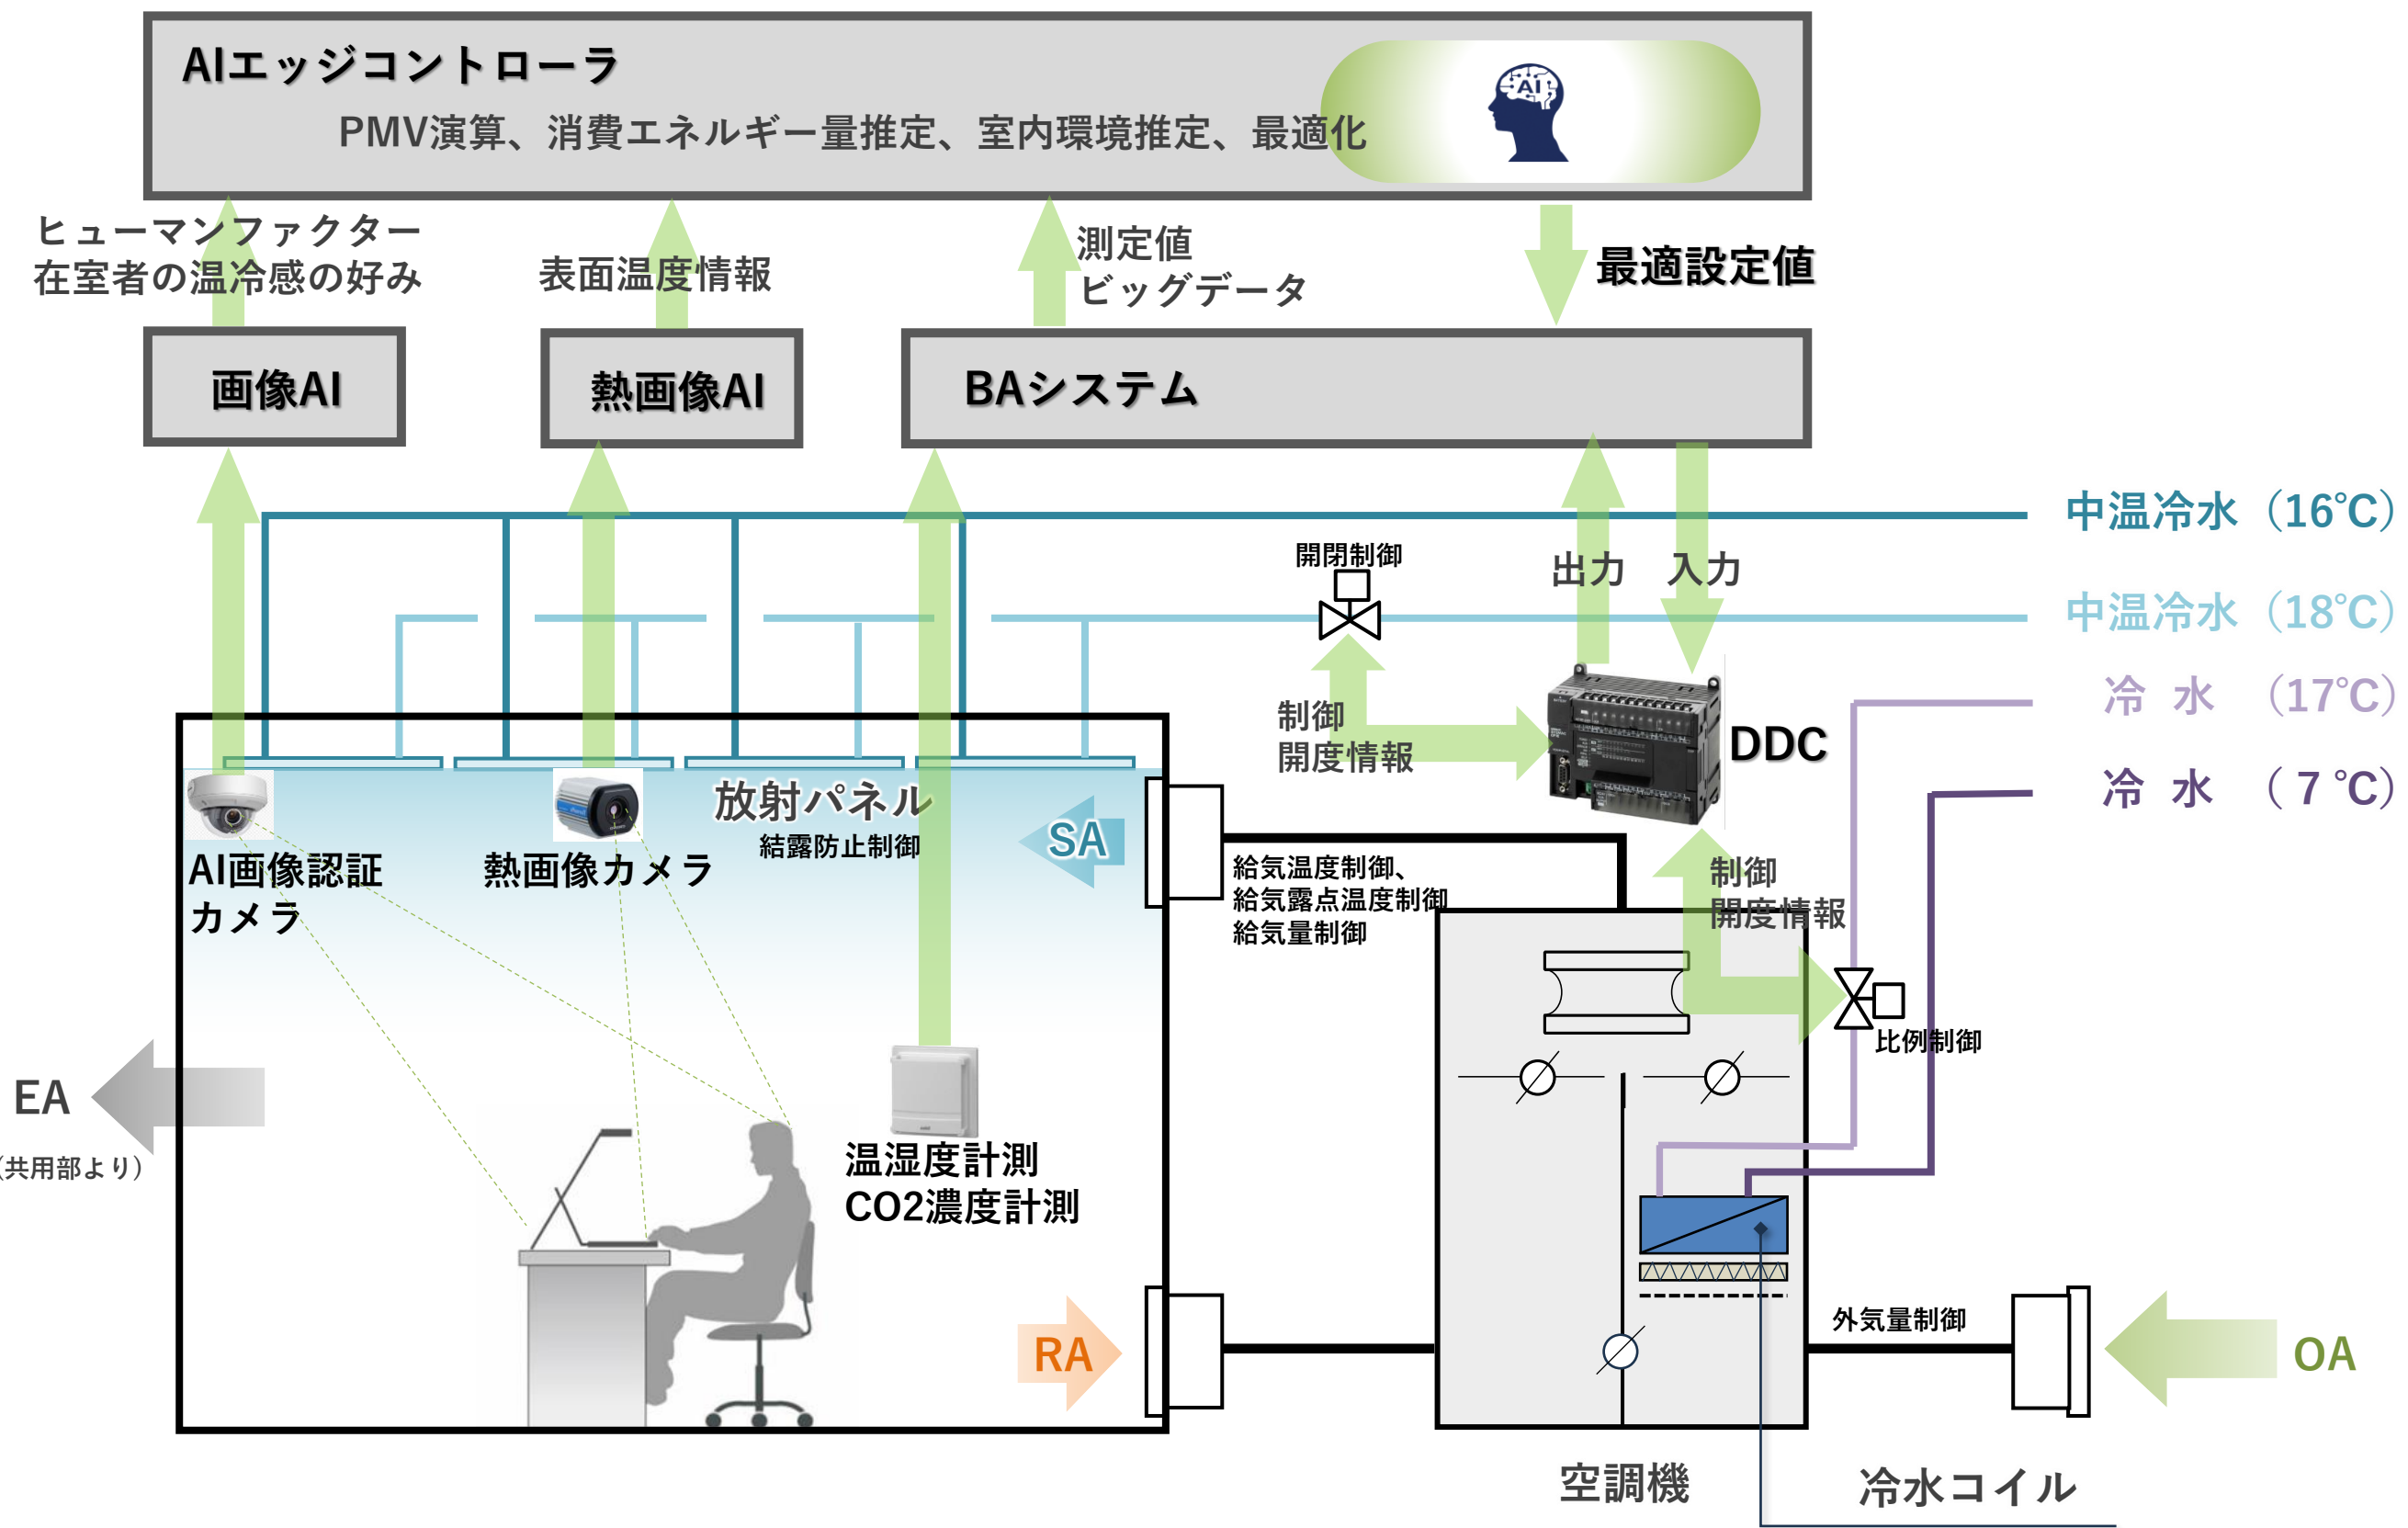 AIエッジコントローラ
PMV演算、消費エネルギー量推定、室内環境推定、最適化
AI
ヒューマンファクター
在室者の温冷感の好み
表面温度情報
測定値
ビッグデータ
最適設定値
画像AI
熱画像AI
BAシステム
中温冷水（16℃）
開閉制御
出力
入力
中温冷水（18℃）
冷 水 （17℃）
制御
開度情報
DDC
冷 水 （ 7 ℃）
放射パネル
結露防止制御
SA
AI画像認証
カメラ
熱画像カメラ
給気温度制御、
給気露点温度制御
給気量制御
制御
開度情報
比例制御
EA
（共用部より）
温湿度計測
CO2濃度計測
RA
外気量制御
OA
空調機
冷水コイル